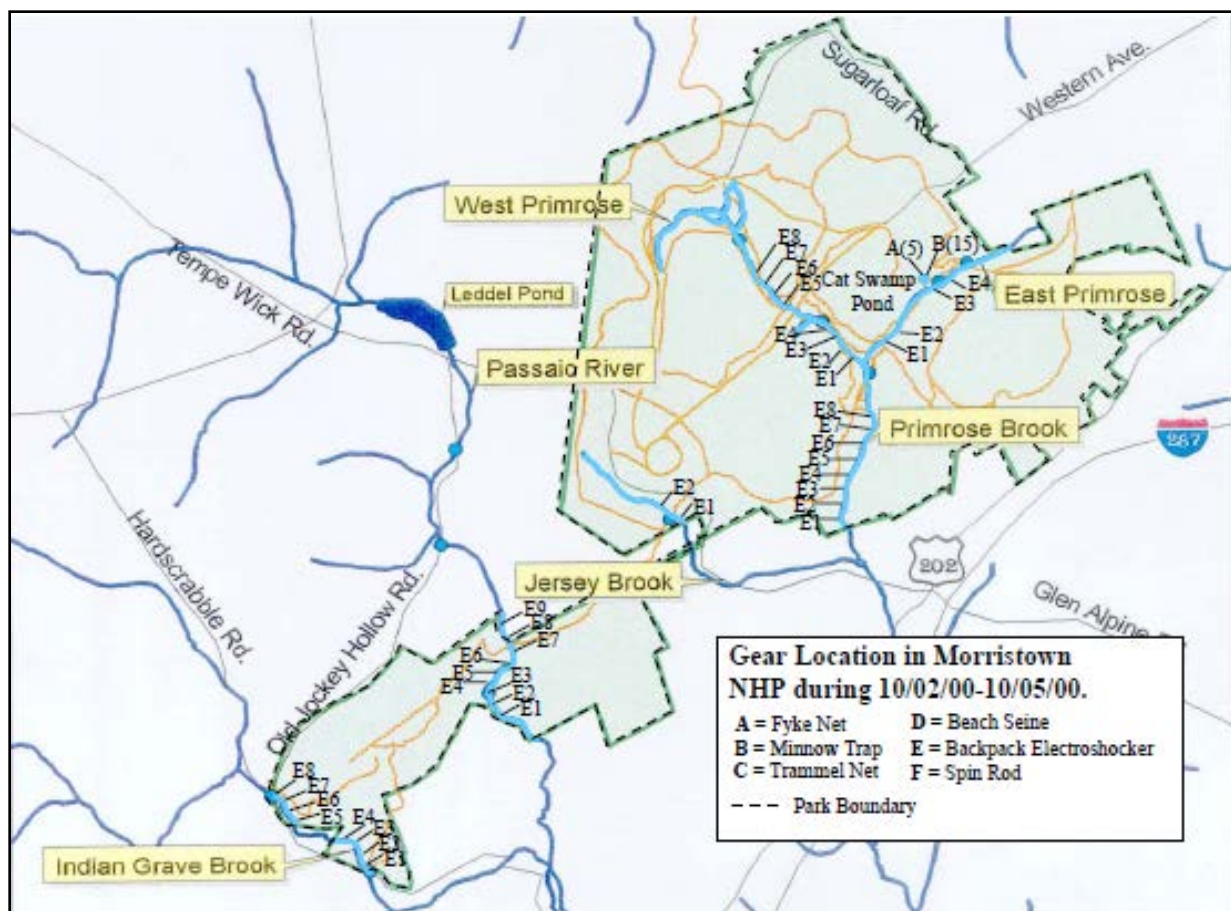 Sugarloaf Rd.
Western Ave.
West Primrose
E8
E7
E6
E5
A(5)
B(15)
Cat Swamp
Pond
E4
E3
East Primrose
Tempe Wick Rd.
Leddel Pond
E4
E3
E2
E1
E2
E1
Passaic River
E8
E7
E6
E5
E4
E3
E2
E1
Primrose Brook
287
E2
E1
Hardscrabble Rd.
Jersey Brook
202
Glen Alpine
Old Jockey Hollow Rd.
E9
E8
E7
E6
E5
E4
E3
E2
E1
E8
E7
E6
E5
E4
E3
E2
E1
Indian Grave Brook
Gear Location in Morristown
NHP during 10/02/00-10/05/00.
A = Fyke Net D = Beach Seine
B = Minnow Trap E = Backpack Electroshocker
C = Trammel Net F = Spin Rod
Park Boundary